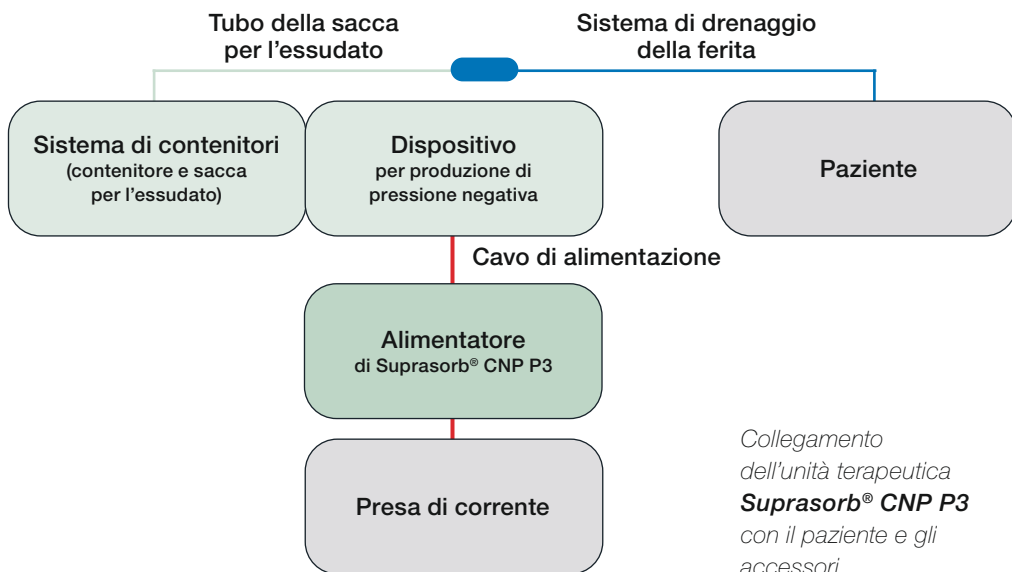 Tubo della sacca
per l'essudato
Sistema di drenaggio
della ferita
Sistema di contenitori
(contenitore e sacca
per l'essudato)
Dispositivo
per produzione di
pressione negativa
Paziente
Cavo di alimentazione
Alimentatore
di Suprasorb® CNP P3
Presa di corrente
Collegamento
dell'unità terapeutica
Suprasorb® CNP P3
con il paziente e gli
accessori